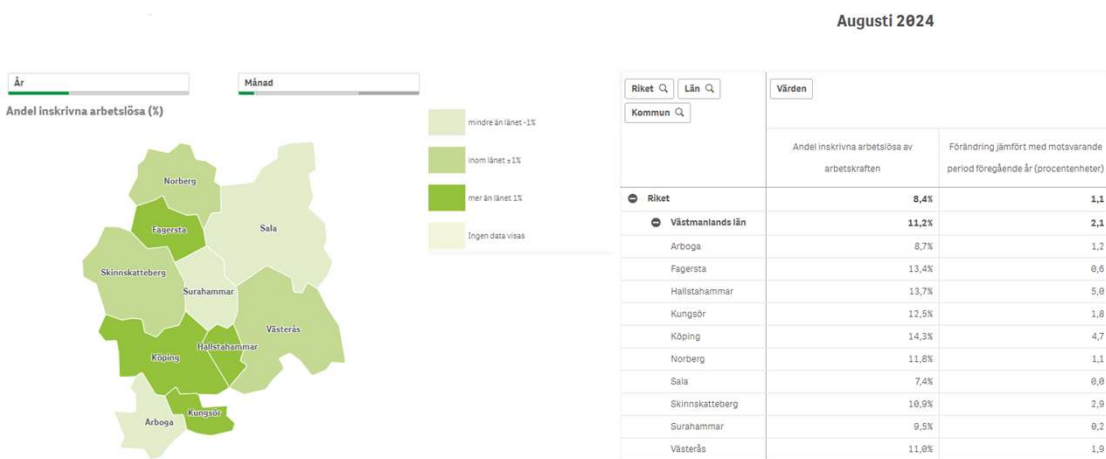 Augusti 2024
År
Månad
Andel inskrivna arbetslösa (%)
mindre än länet -1%
inom länet ±1%
mer än länet 1%
Ingen data visas
Norberg
Fagersta
Sala
Skinnskatteberg
Surahammar
Västerås
Hallstahammar
Köping
Kungsör
Arboga
Riket Län Värden
Kommun
Andel inskrivna arbetslösa av Förändring jämfört med motsvarande
arbetskraften period föregående år (procentenheter)
Riket 8,4% 1,1
Västmanlands län 11,2% 2,1
Arboga 8,7% 1,2
Fagersta 13,4% 0,6
Hallstahammar 13,7% 5,0
Kungsör 12,5% 1,8
Köping 14,3% 4,7
Norberg 11,8% 1,1
Sala 7,4% 0,0
Skinnskatteberg 10,9% 2,9
Surahammar 9,5% 0,2
Västerås 11,0% 1,9